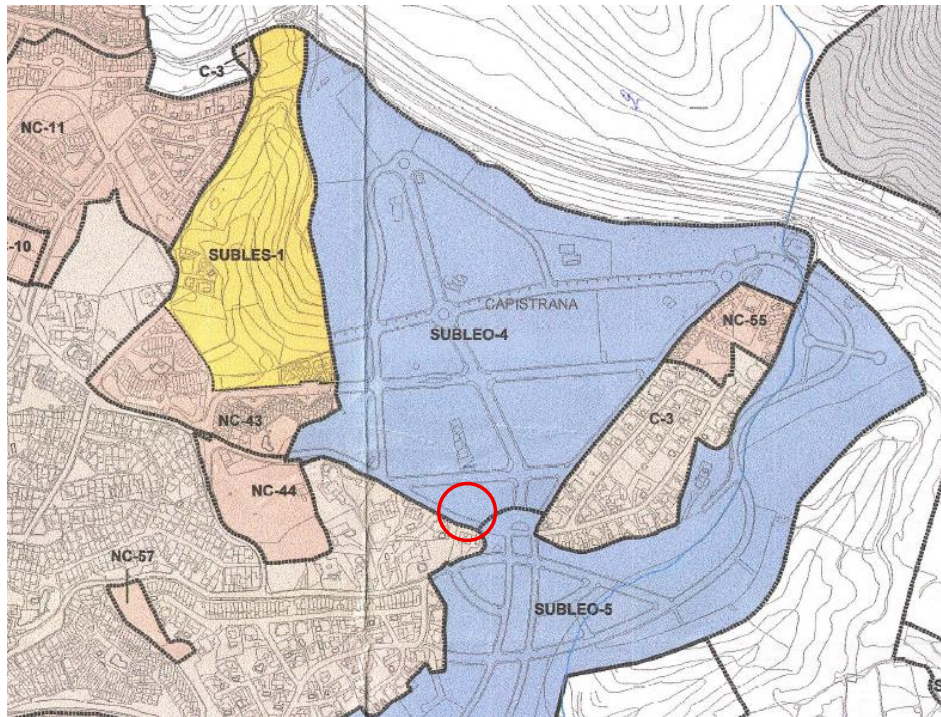 C-3
NC-11
-10
SUBLES-1
CAPISTRANA
SUBLEO-4
NC-55
C-3
NC-43
NC-44
NC-57
SUBLEO-5